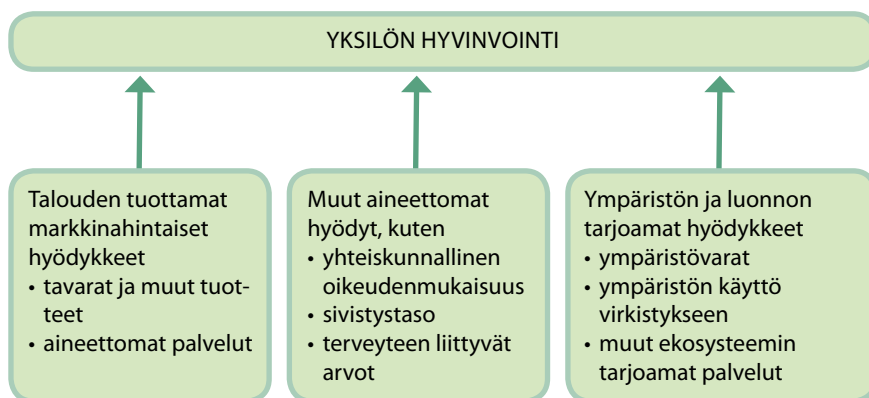 YKSILÖN HYVINVOINTI
Talouden tuottamat
markkinahintaiset
hyödykkeet
• tavarat ja muut tuot-
teet
• aineettomat palvelut
Muut aineettomat
hyödyt, kuten
• yhteiskunnallinen
oikeudenmukaisuus
• sivistystaso
• terveyteen liittyvät
arvot
Ympäristön ja luonnon
tarjoamat hyödykkeet
• ympäristövarat
• ympäristön käyttö
virkistykseen
• muut ekosysteemin
tarjoamat palvelut